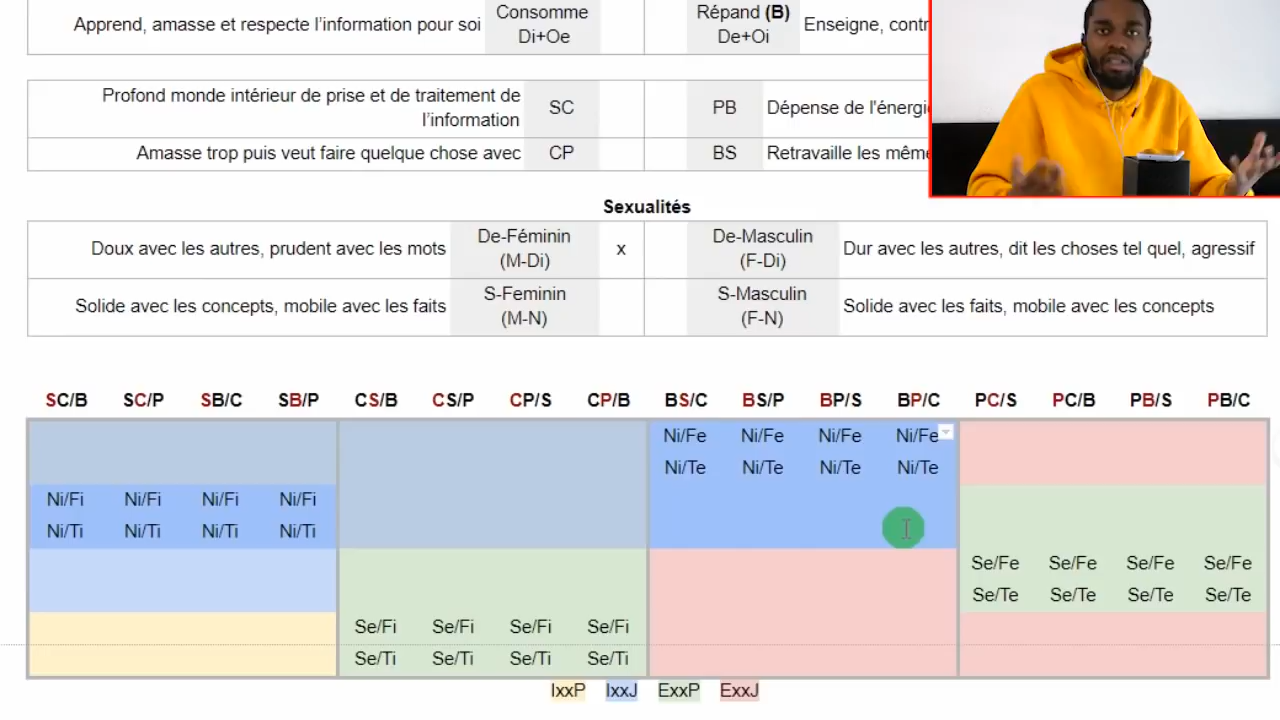 Apprend, amasse et respecte l'information pour soi Consomme Di+Oe Répand (B) De+Oi Enseigne,
Profond monde intérieur de prise et de traitement de l'information SC PB Dépense de
Amasse trop puis veut faire quelque chose avec CP BS Retravaille les
Sexualités
Doux avec les autres, prudent avec les mots De-Féminin (M-Di) x De-Masculin (F-Di) Dur avec les autres, dit les choses tel quel, agressif
Solide avec les concepts, mobile avec les faits S-Feminin (M-N) S-Masculin (F-N) Solide avec les faits, mobile avec les concepts
SC/B SC/P SB/C SB/P CS/B CS/P CP/S CP/B BS/C BS/P BP/S BP/C PC/S PC/B PB/S PB/C
Ni/Fe Ni/Fe Ni/Fe Ni/Fe
Ni/Te Ni/Te Ni/Te Ni/Te
Ni/Fi Ni/Fi Ni/Fi Ni/Fi
Ni/Ti Ni/Ti Ni/Ti Ni/Ti
Se/Fe Se/Fe Se/Fe Se/Fe
Se/Te Se/Te Se/Te Se/Te
Se/Fi Se/Fi Se/Fi Se/Fi
Se/Ti Se/Ti Se/Ti Se/Ti
IxxP IxxJ ExxP ExxJ